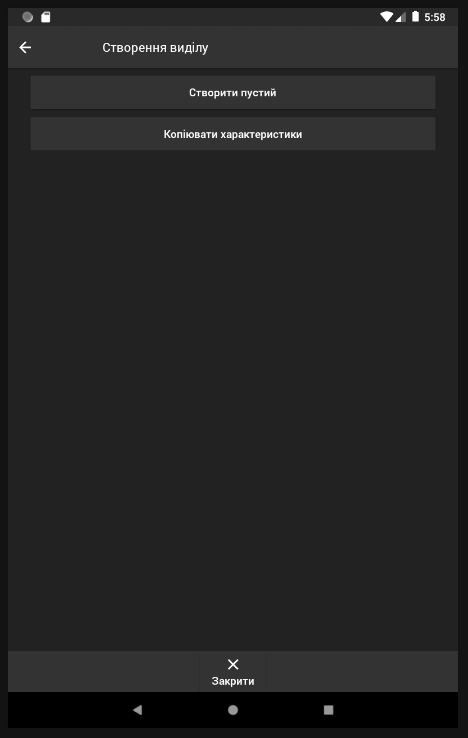 5:58
Створення виділу
Створити пустий
Копіювати характеристики
Закрити